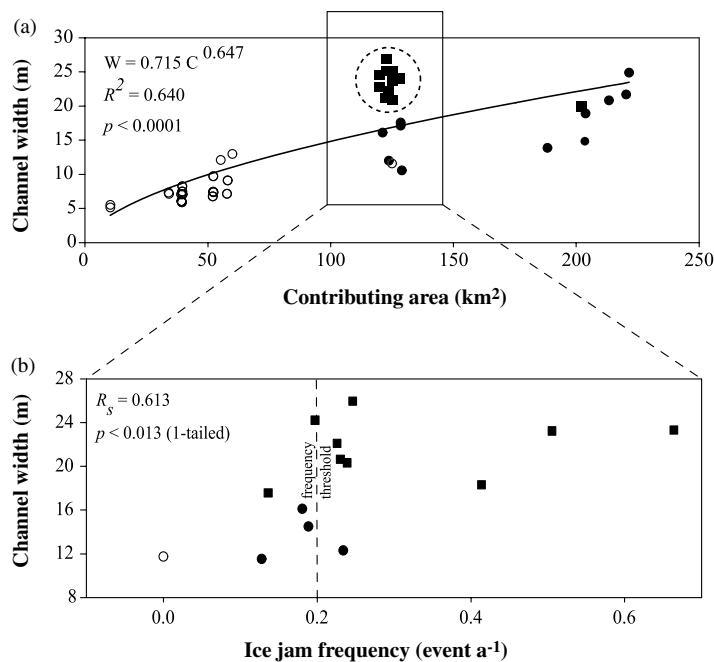 (a)
30
25
20
15
10
5
0
Channel width (m)
W = 0.715 C 0.647
R2 = 0.640
p < 0.0001
0 50 100 150 200 250
Contributing area (km2)
(b)
28
24
20
16
12
8
Channel width (m)
Rs = 0.613
p < 0.013 (1-tailed)
frequency
threshold
0.0 0.2 0.4 0.6
Ice jam frequency (event a-1)